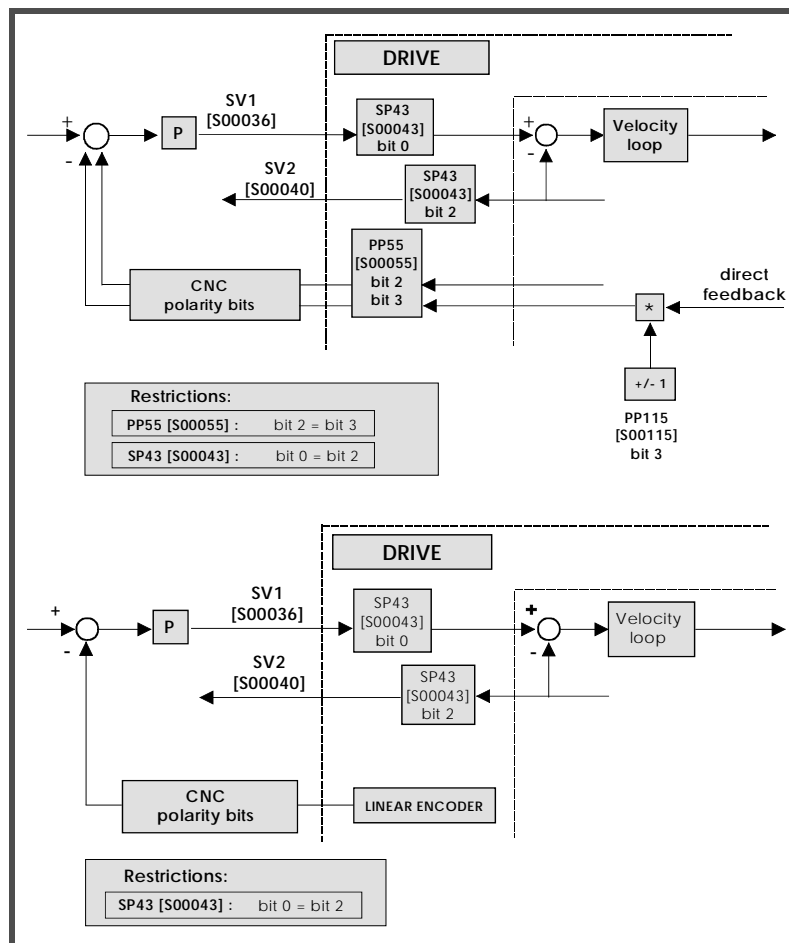 DRIVE
SV1
[S00036]
SP43
[S00043]
bit 0
+
-
P
+
-
Velocity
loop
SV2
[S00040]
SP43
[S00043]
bit 2
PP55
[S00055]
bit 2
bit 3
CNC
polarity bits
direct
feedback
*
+/- 1
PP115
[S00115]
bit 3
Restrictions:
PP55 [S00055] : bit 2 = bit 3
SP43 [S00043] : bit 0 = bit 2
DRIVE
SV1
[S00036]
SP43
[S00043]
bit 0
+
-
P
+
-
Velocity
loop
SV2
[S00040]
SP43
[S00043]
bit 2
CNC
polarity bits
LINEAR ENCODER
Restrictions:
SP43 [S00043] : bit 0 = bit 2